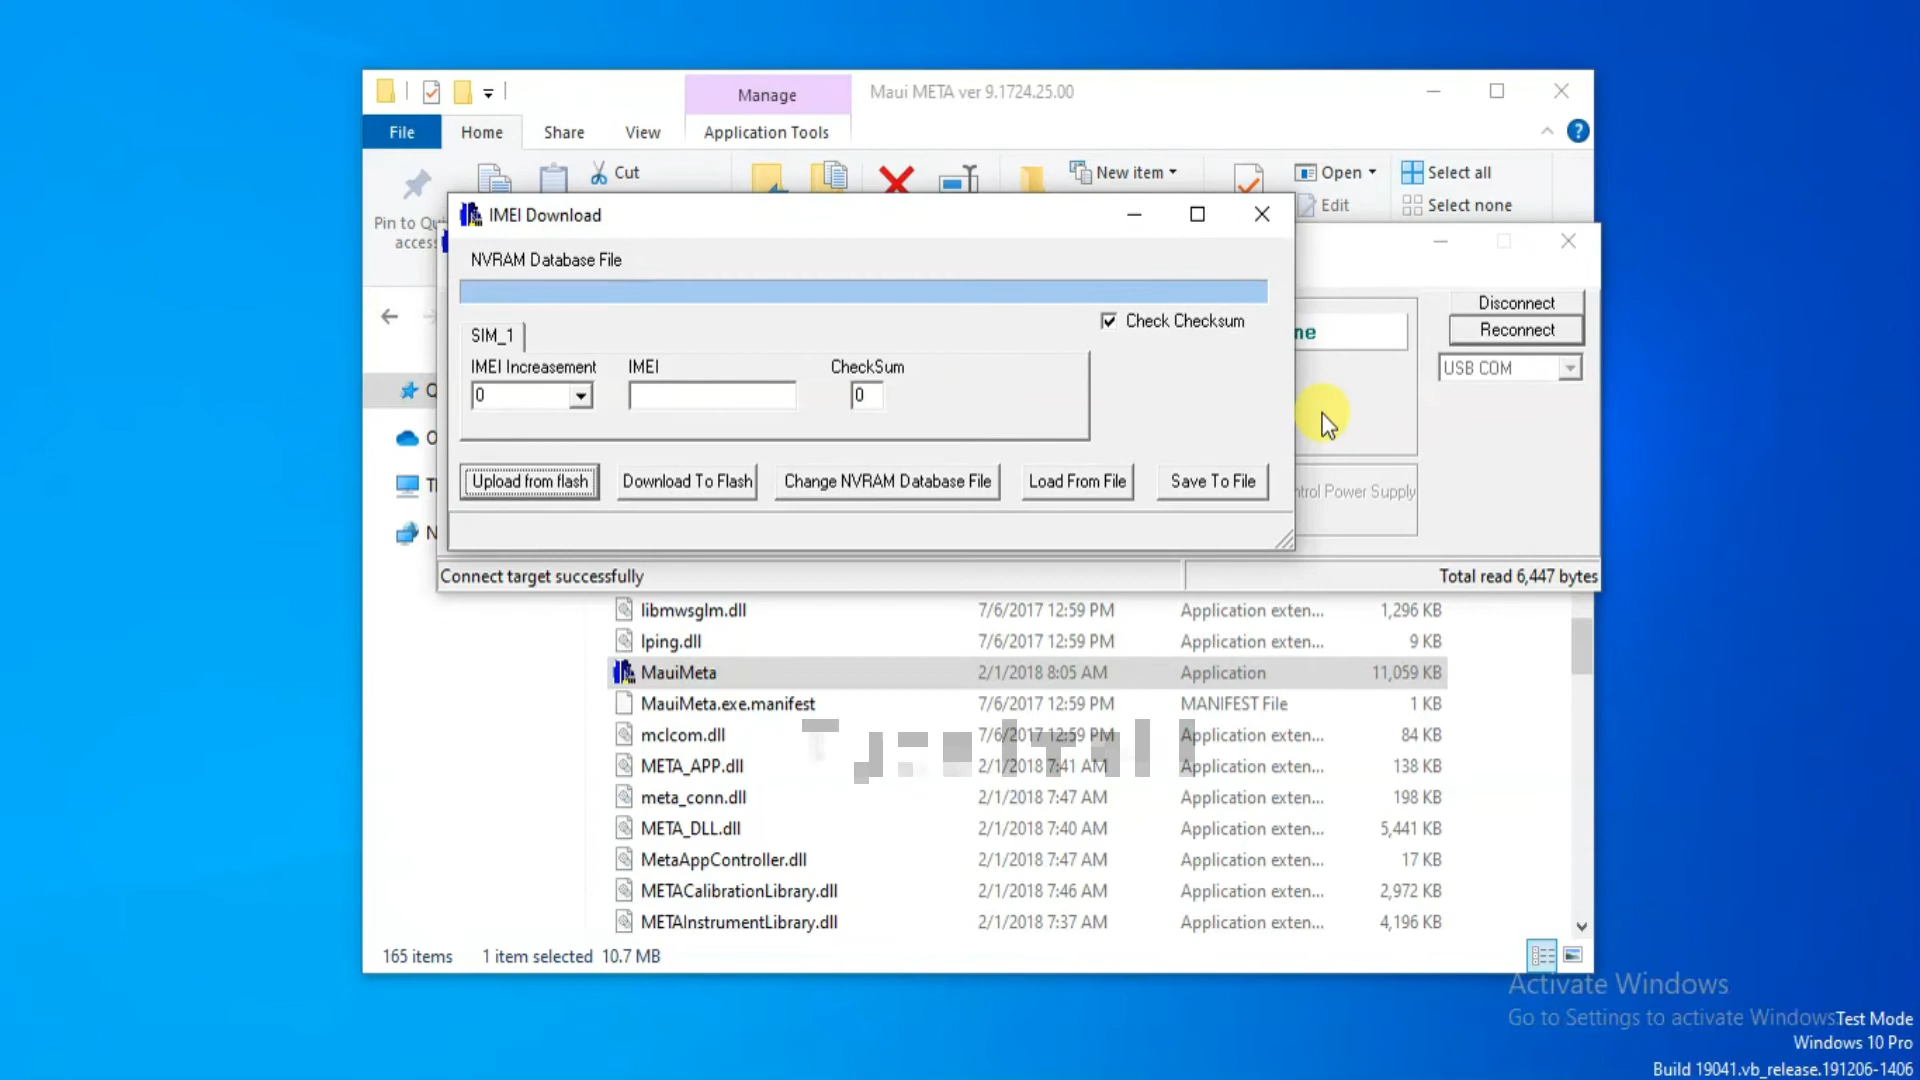 Manage
Maui META ver 9.1724.25.00
File
Home
Share
View
Application Tools
Cut
New item
Open
Select all
Pin to
access
Edit
Select none
IMEI Download
NVRAM Database File
Check Checksum
SIM_1
IMEI Increasement
IMEI
CheckSum
0
0
Upload from flash
Download To Flash
Change NVRAM Database File
Load From File
Save To File
Disconnect
Reconnect
USB COM
Power Supply
Connect target successfully
Total read 6,447 bytes
libmwsglm.dll 7/6/2017 12:59 PM Application exten... 1,296 KB
lping.dll 7/6/2017 12:59 PM Application exten... 9 KB
MauiMeta 2/1/2018 8:05 AM Application 11,059 KB
MauiMeta.exe.manifest 7/6/2017 12:59 PM MANIFEST File 1 KB
mclcom.dll 7/6/2017 12:59 PM Application exten... 84 KB
META_APP.dll 2/1/2018 7:41 AM Application exten... 138 KB
meta_conn.dll 2/1/2018 7:47 AM Application exten... 198 KB
META_DLL.dll 2/1/2018 7:40 AM Application exten... 5,441 KB
MetaAppController.dll 2/1/2018 7:47 AM Application exten... 17 KB
METACalibrationLibrary.dll 2/1/2018 7:46 AM Application exten... 2,972 KB
METAInstrumentLibrary.dll 2/1/2018 7:37 AM Application exten... 4,196 KB
165 items 1 item selected 10.7 MB
Activate Windows
Go to Settings to activate Windows.
Test Mode
Windows 10 Pro
Build 19041.vb_release.191206-1406